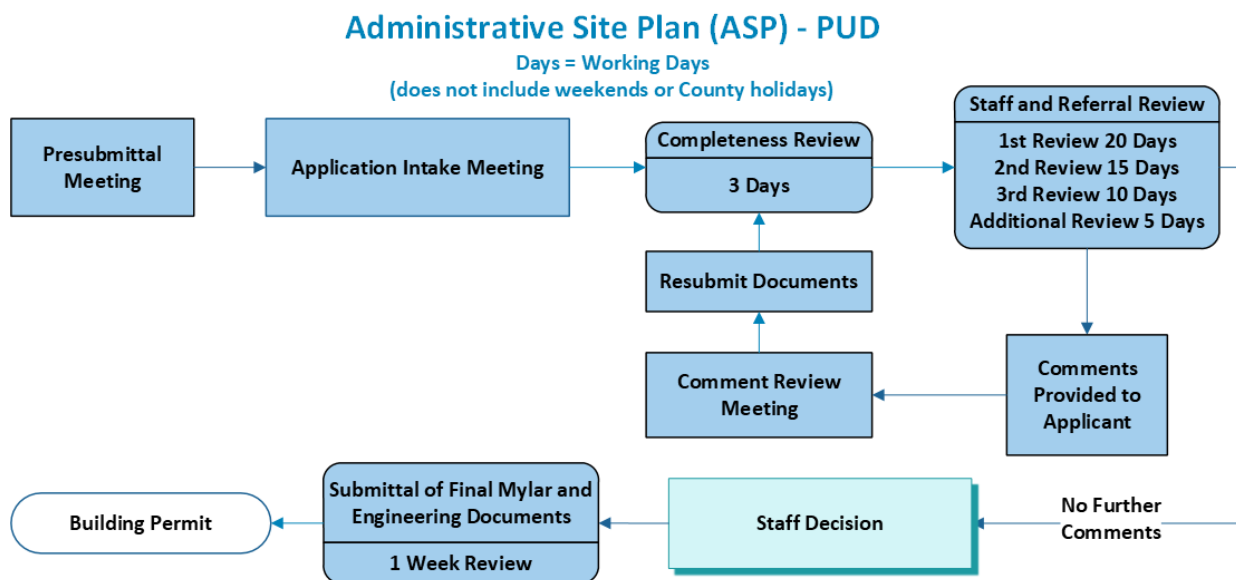 Administrative Site Plan (ASP) - PUD
Days = Working Days
(does not include weekends or County holidays)
Presubmittal
Meeting
Application Intake Meeting
Completeness Review
3 Days
Staff and Referral Review
1st Review 20 Days
2nd Review 15 Days
3rd Review 10 Days
Additional Review 5 Days
Resubmit Documents
Comment Review
Meeting
Comments
Provided to
Applicant
Building Permit
Submittal of Final Mylar and
Engineering Documents
1 Week Review
Staff Decision
No Further
Comments